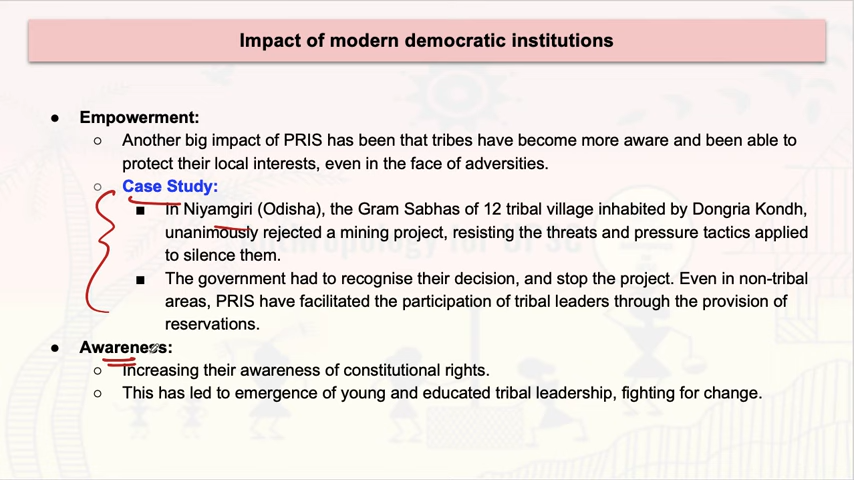 Impact of modern democratic institutions
● Empowerment:
○ Another big impact of PRIS has been that tribes have become more aware and been able to
protect their local interests, even in the face of adversities.
○ Case Study:
■ In Niyamgiri (Odisha), the Gram Sabhas of 12 tribal village inhabited by Dongria Kondh,
unanimously rejected a mining project, resisting the threats and pressure tactics applied
to silence them.
■ The government had to recognise their decision, and stop the project. Even in non-tribal
areas, PRIS have facilitated the participation of tribal leaders through the provision of
reservations.
● Awareness:
○ Increasing their awareness of constitutional rights.
○ This has led to emergence of young and educated tribal leadership, fighting for change.
Anthropology for UPSC